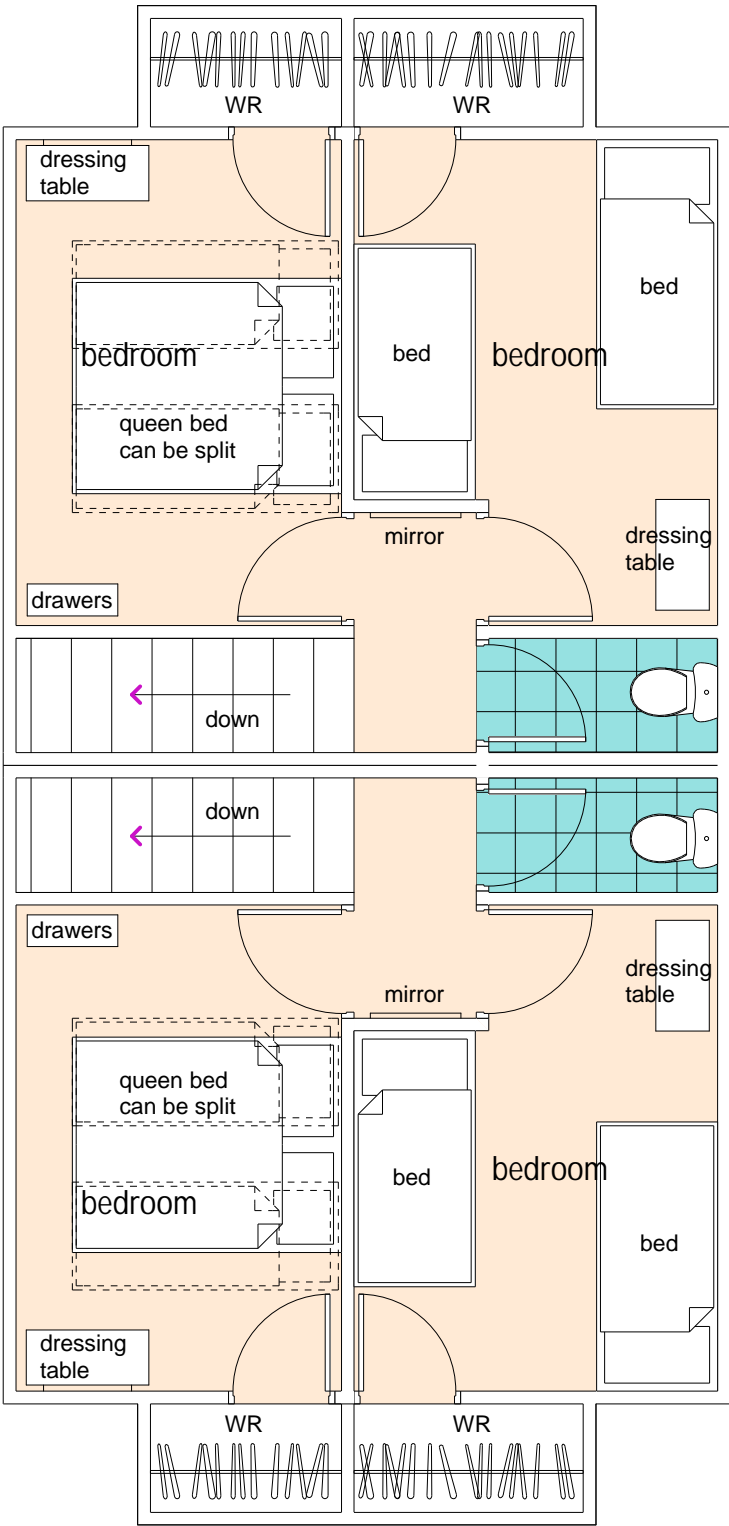 WR
WR
dressing
table
bed
bed
bedroom
bedroom
queen bed
can be split
mirror
dressing
table
drawers
down
down
drawers
dressing
table
mirror
queen bed
can be split
bed
bedroom
bedroom
bed
dressing
table
WR
WR